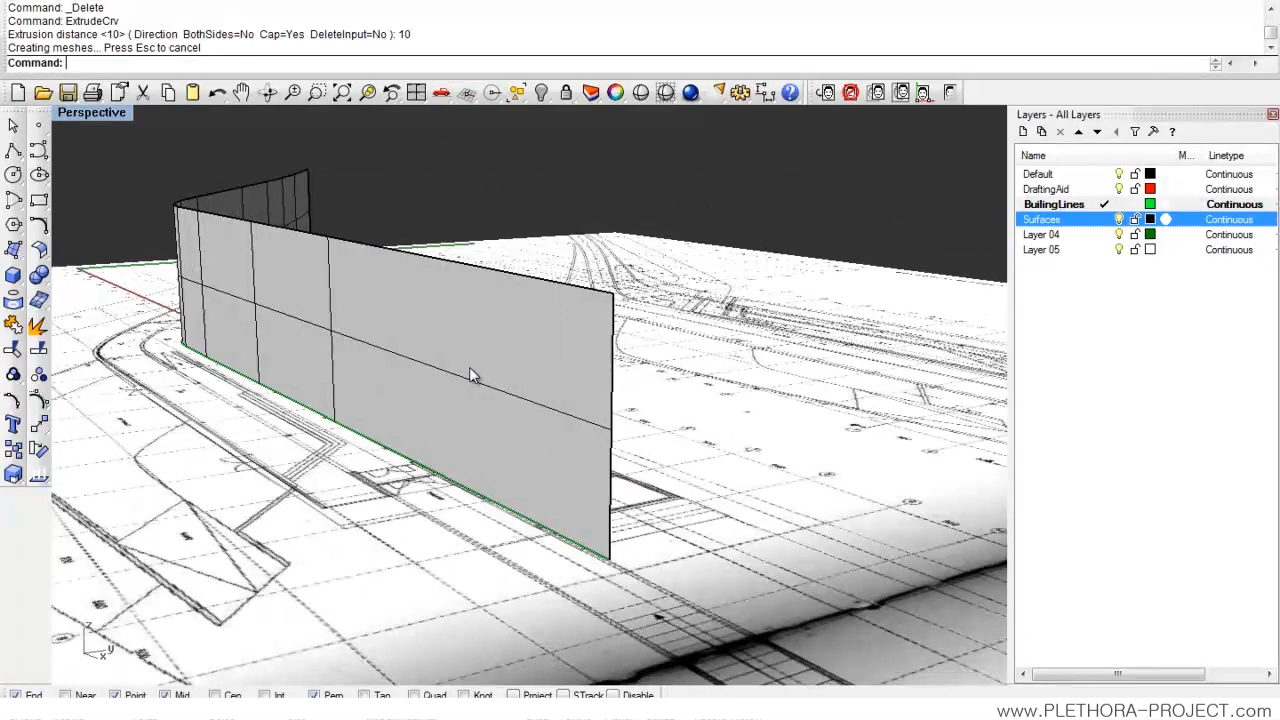 Command: _Delete
Command: ExtrudeCrv
Extrusion distance <10> ( Direction BothSides=No Cap=Yes DeleteInput=No ): 10
Creating meshes... Press Esc to cancel
Command:
Perspective
Layers - All Layers
Name M... Linetype
Default Continuous
DraftingAid Continuous
BuilingLines Continuous
Surfaces Continuous
Layer 04 Continuous
Layer 05 Continuous
z
y
x
End Near Point Mid Cen Int Perp Tan Quad Knot Project STrack Disable
www.PLETHORA-PROJECT.com